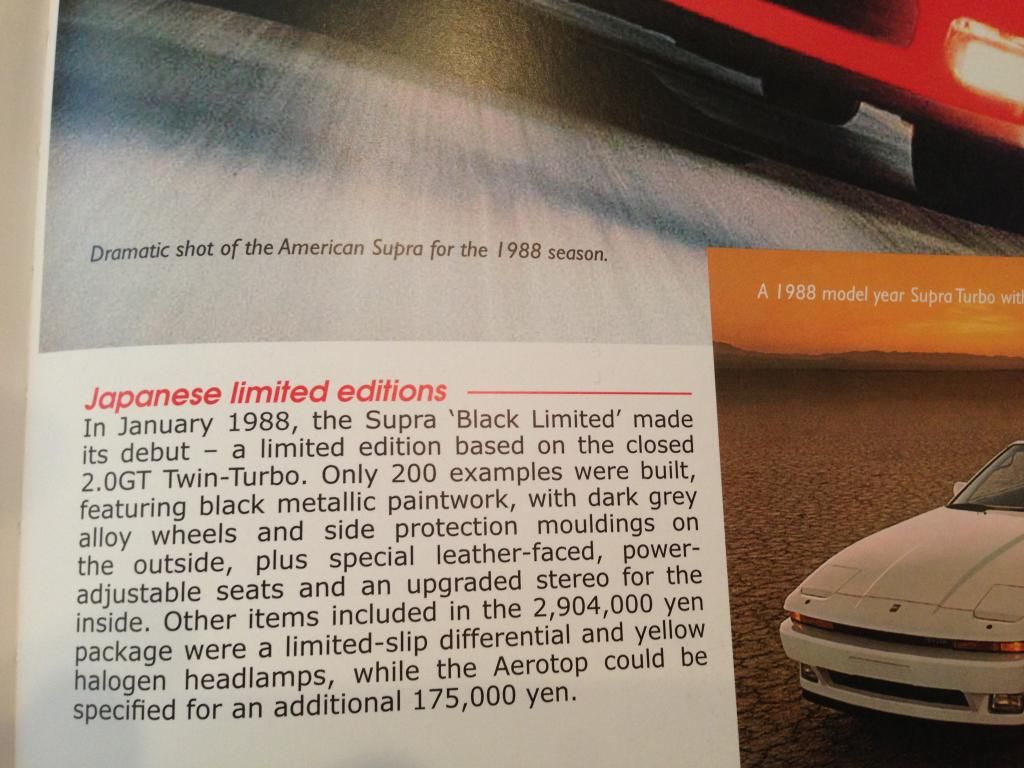 Dramatic shot of the American Supra for the 1988 season.
A 1988 model year Supra Turbo with
Japanese limited editions
In January 1988, the Supra ‘Black Limited’ made
its debut – a limited edition based on the closed
2.0GT Twin-Turbo. Only 200 examples were built,
featuring black metallic paintwork, with dark grey
alloy wheels and side protection mouldings on
the outside, plus special leather-faced, power-
adjustable seats and an upgraded stereo for the
inside. Other items included in the 2,904,000 yen
package were a limited-slip differential and yellow
halogen headlamps, while the Aerotop could be
specified for an additional 175,000 yen.